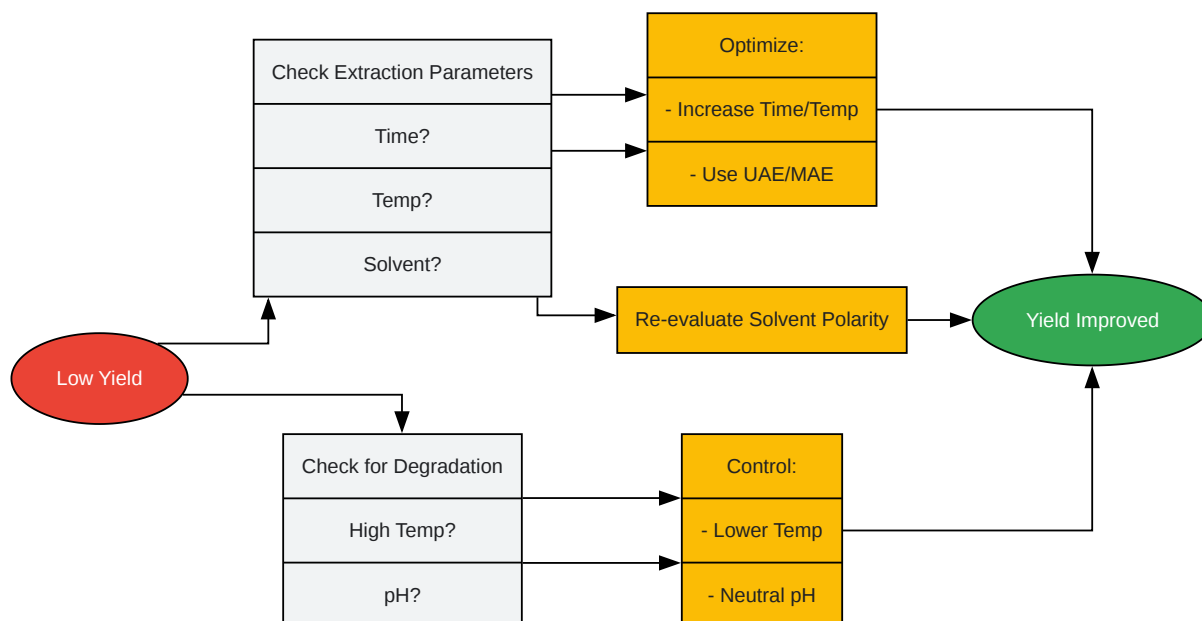 Low Yield
Check Extraction Parameters
Time?
Temp?
Solvent?
Optimize:
- Increase Time/Temp
- Use UAE/MAE
Re-evaluate Solvent Polarity
Yield Improved
Check for Degradation
High Temp?
pH?
Control:
- Lower Temp
- Neutral pH